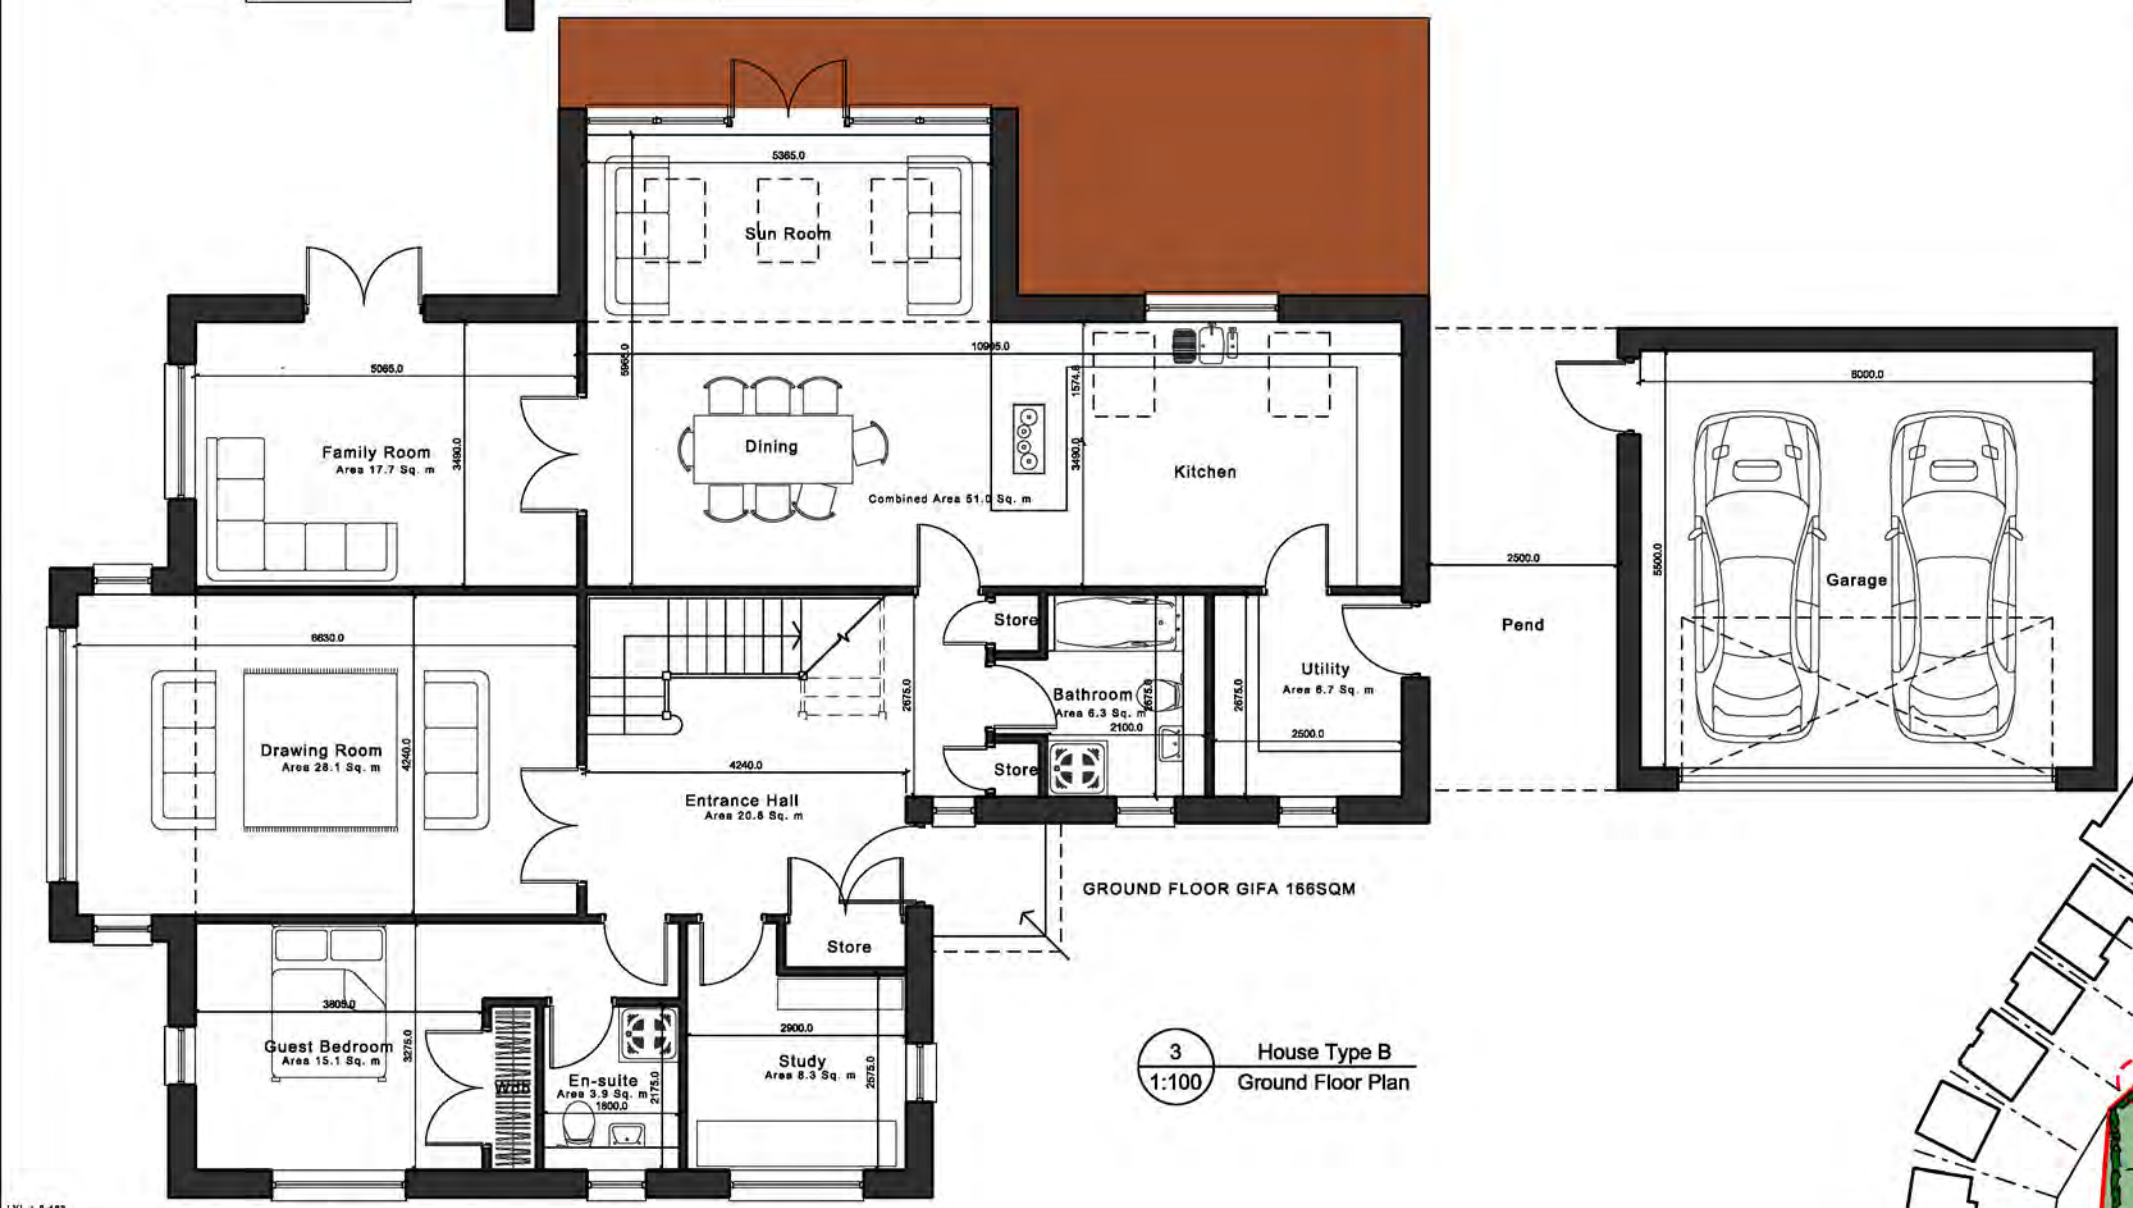 5365.0
Sun Room
10905.0
5965.0
5065.0
1574.8
6000.0
Family Room
Area 17.7 Sq. m
3490.0
Dining
3490.0
Kitchen
Combined Area 51.0 Sq. m
2500.0
5500.0
Garage
Pend
6630.0
Store
2675.0
Utility
Area 6.7 Sq. m
2675.0
Bathroom
Area 6.3 Sq. m
2675.0
2100.0
2500.0
Drawing Room
Area 28.1 Sq. m
4240.0
4240.0
Store
Entrance Hall
Area 20.8 Sq. m
GROUND FLOOR GIFA 166SQM
Store
3805.0
3275.0
Guest Bedroom
Area 15.1 Sq. m
Wdb
En-suite
Area 3.9 Sq. m
1800.0
2175.0
2900.0
Study
Area 8.3 Sq. m
2575.0
3
House Type B
1:100
Ground Floor Plan